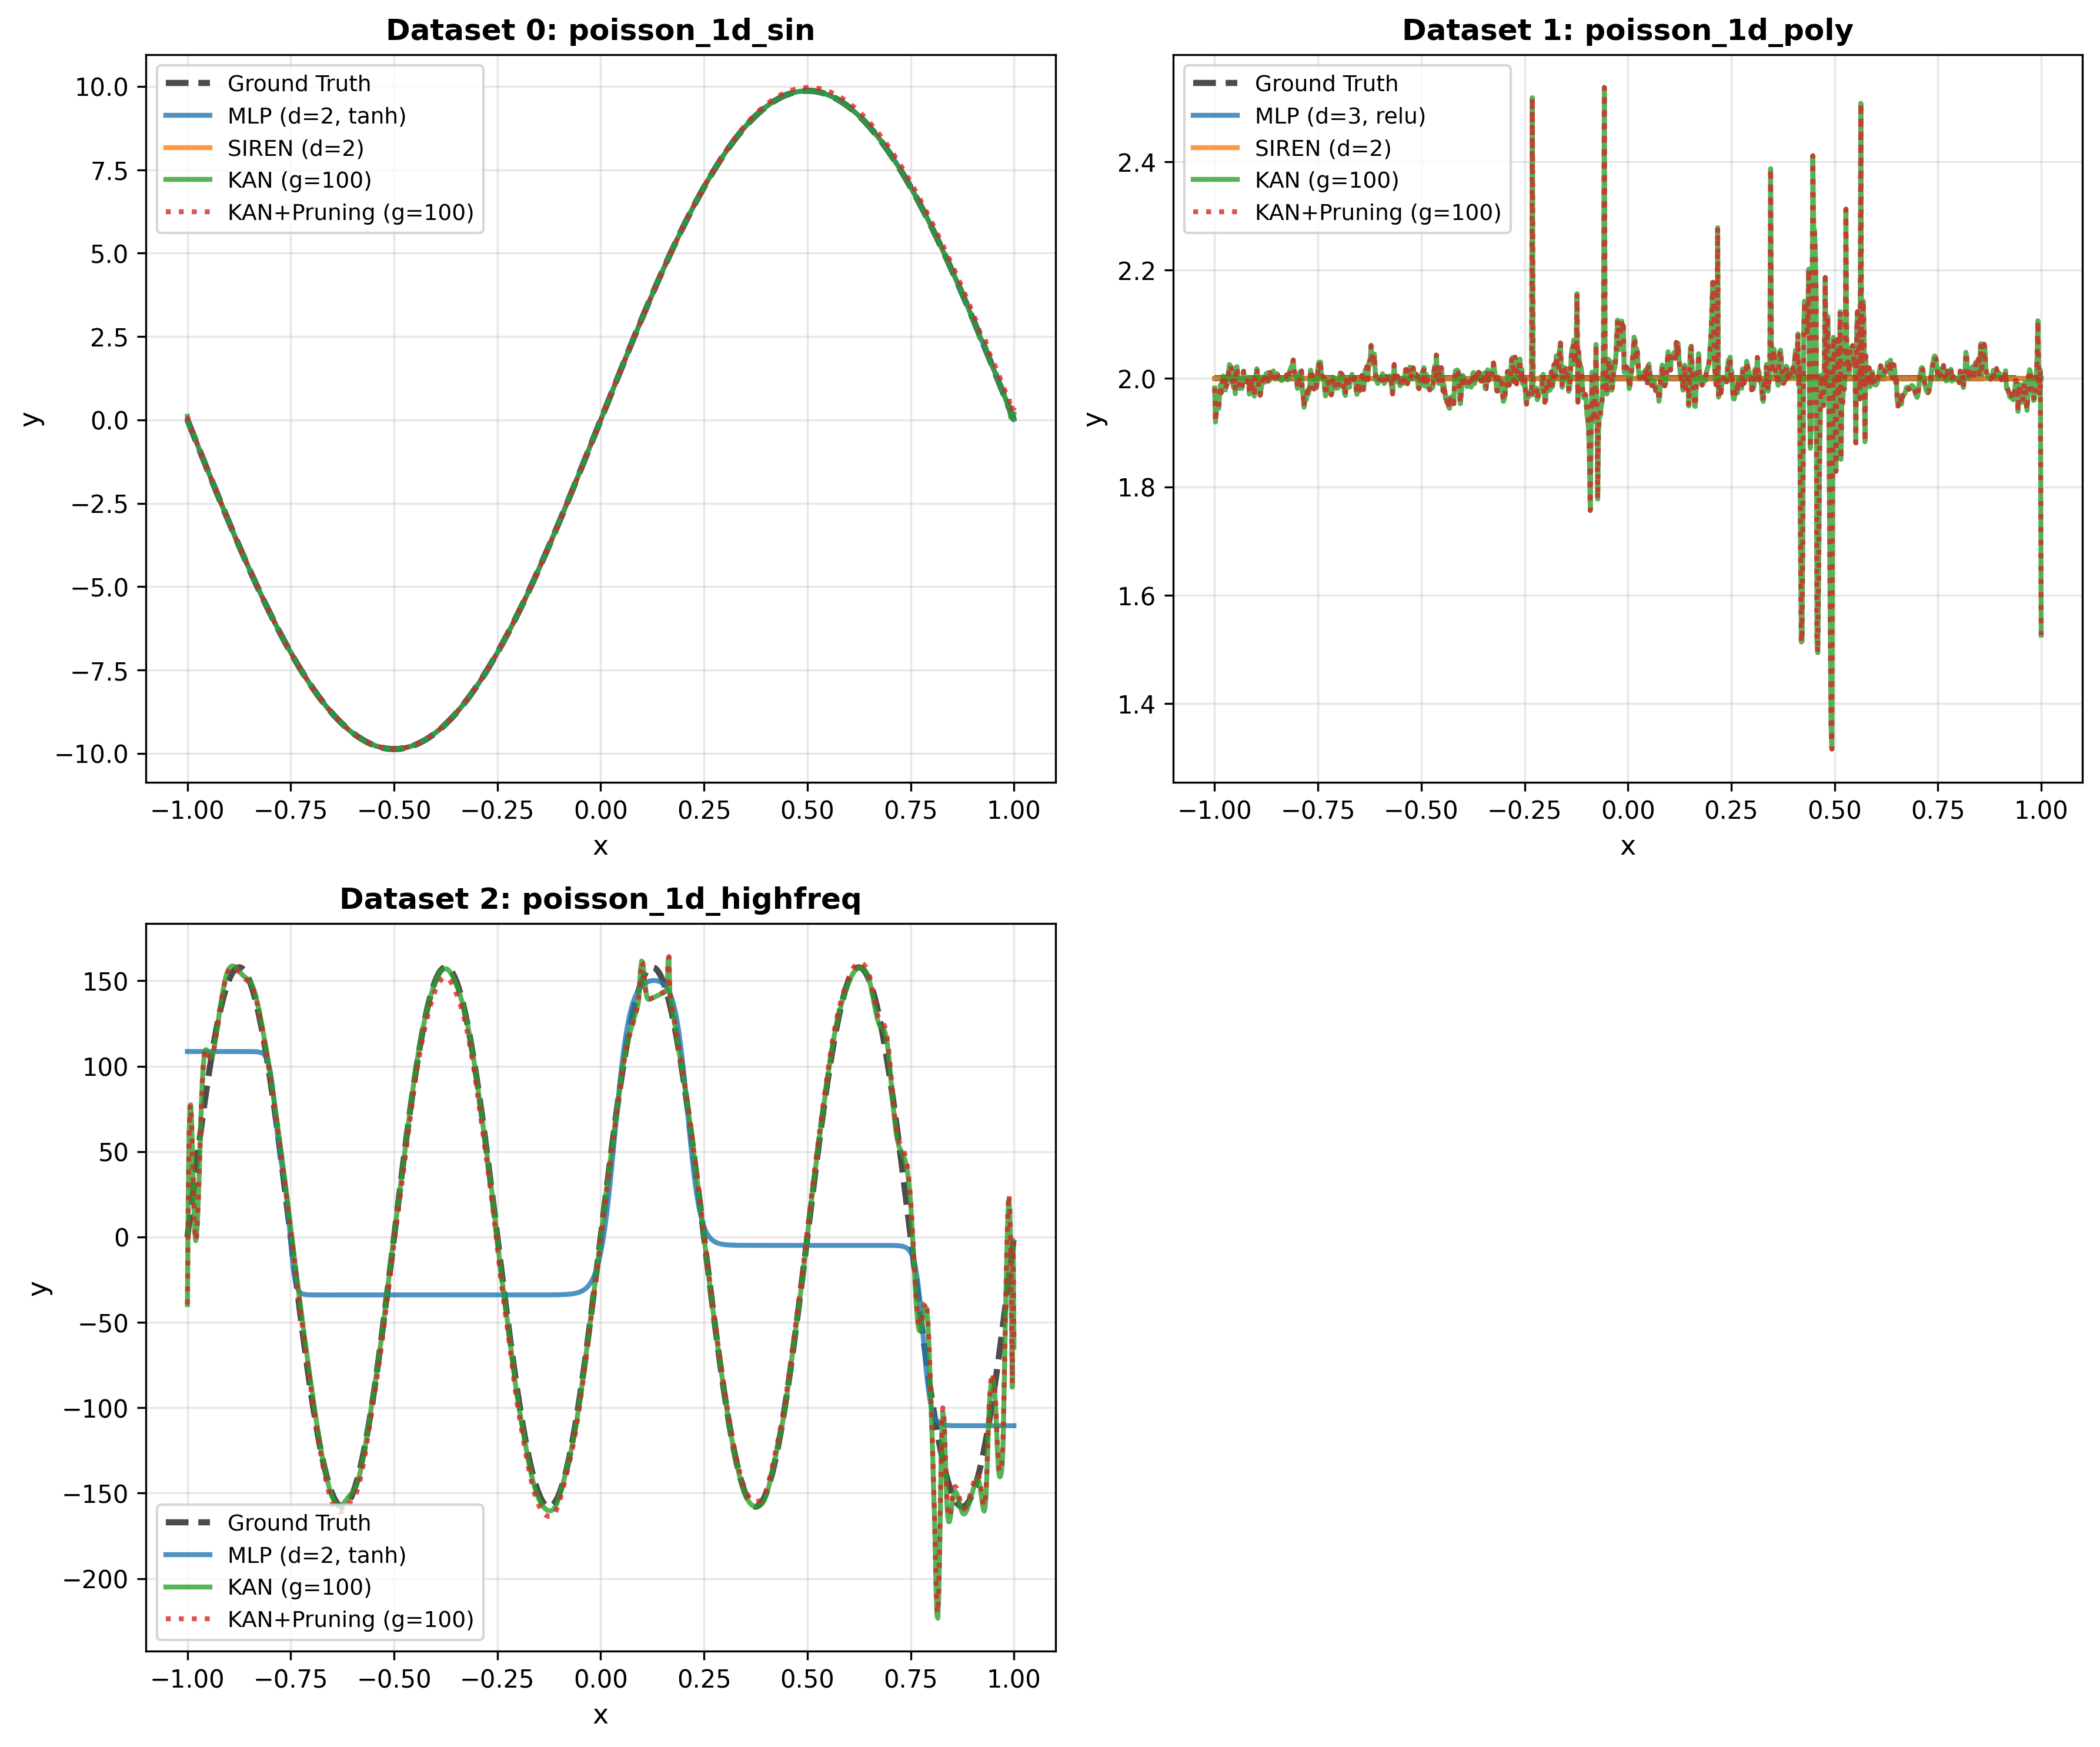 Dataset 0: poisson_1d_sin
Ground Truth
MLP (d=2, tanh)
SIREN (d=2)
KAN (g=100)
KAN+Pruning (g=100)
10.0
7.5
5.0
2.5
0.0
−2.5
−5.0
−7.5
−10.0
y
−1.00 −0.75 −0.50 −0.25 0.00 0.25 0.50 0.75 1.00
x
Dataset 1: poisson_1d_poly
Ground Truth
MLP (d=3, relu)
SIREN (d=2)
KAN (g=100)
KAN+Pruning (g=100)
2.4
2.2
2.0
1.8
1.6
1.4
y
−1.00 −0.75 −0.50 −0.25 0.00 0.25 0.50 0.75 1.00
x
Dataset 2: poisson_1d_highfreq
150
100
50
0
−50
−100
−150
−200
y
Ground Truth
MLP (d=2, tanh)
KAN (g=100)
KAN+Pruning (g=100)
−1.00 −0.75 −0.50 −0.25 0.00 0.25 0.50 0.75 1.00
x